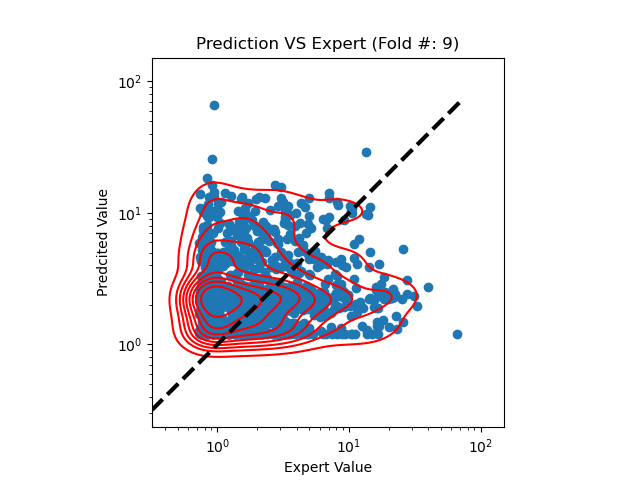 Prediction VS Expert (Fold #: 9)
Predcited Value
10²
10¹
10⁰
10⁰ 10¹ 10²
Expert Value